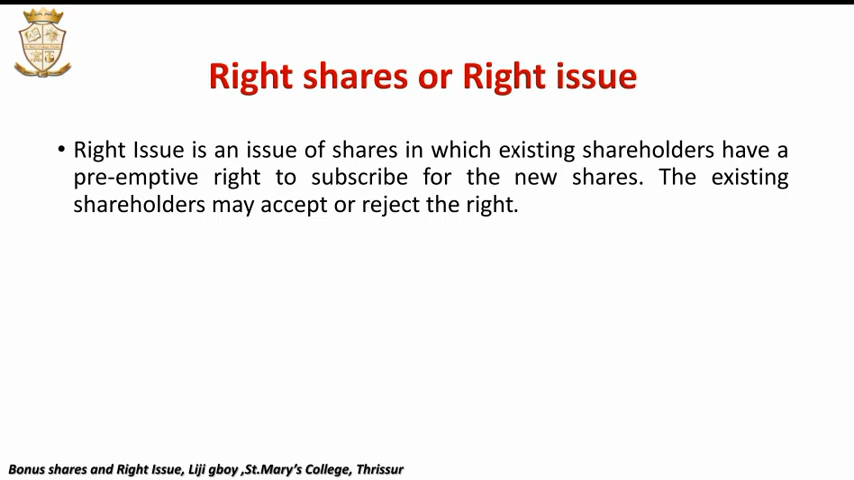 Right shares or Right issue
• Right Issue is an issue of shares in which existing shareholders have a
pre-emptive right to subscribe for the new shares. The existing
shareholders may accept or reject the right.
Bonus shares and Right Issue, Liji gboy ,St.Mary's College, Thrissur